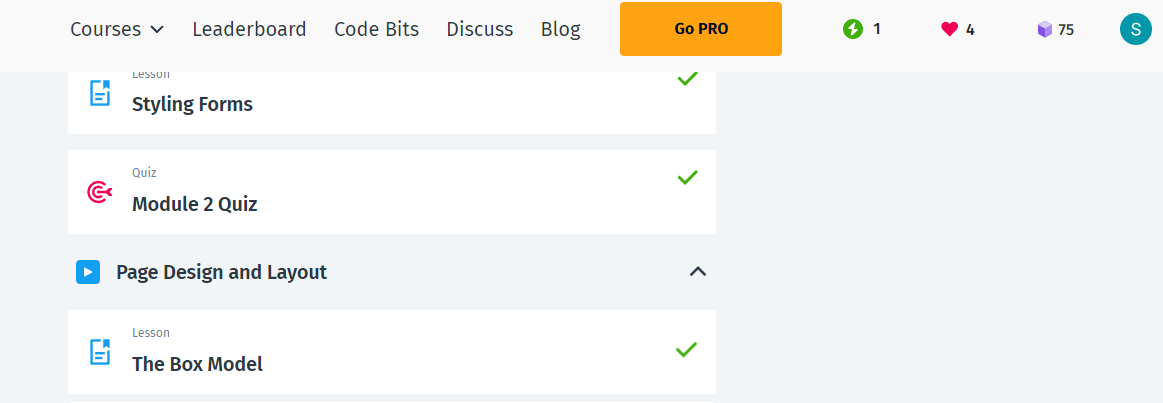 Courses Leaderboard Code Bits Discuss Blog Go PRO 1 4 75 S
Lesson
Styling Forms
Quiz
Module 2 Quiz
Page Design and Layout
Lesson
The Box Model